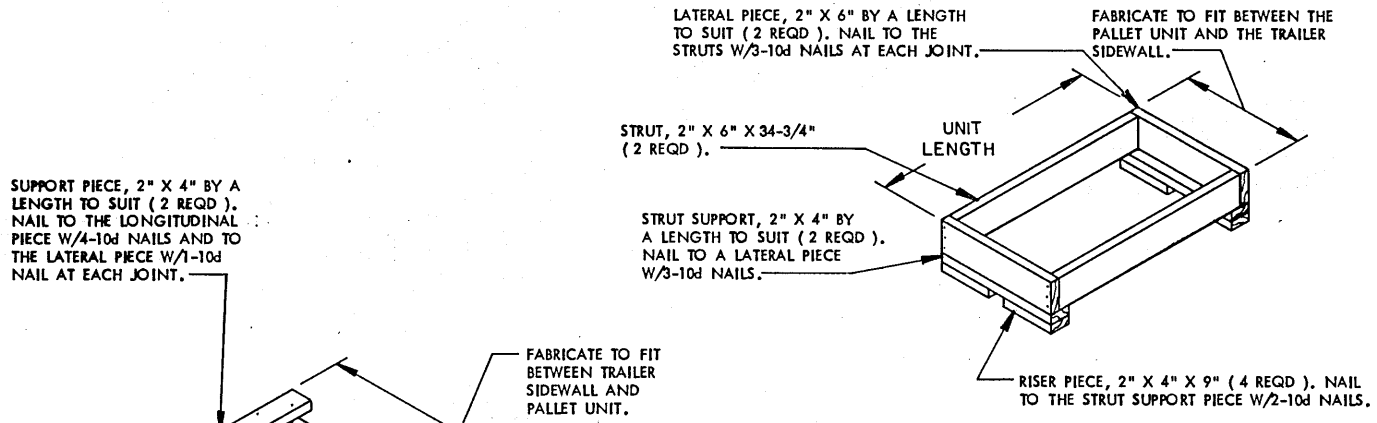 LATERAL PIECE, 2" X 6" BY A LENGTH
TO SUIT ( 2 REQD ). NAIL TO THE
STRUTS W/3-10d NAILS AT EACH JOINT.
FABRICATE TO FIT BETWEEN THE
PALLET UNIT AND THE TRAILER
SIDEWALL.
STRUT, 2" X 6" X 34-3/4"
( 2 REQD ).
UNIT
LENGTH
SUPPORT PIECE, 2" X 4" BY A
LENGTH TO SUIT ( 2 REQD ).
NAIL TO THE LONGITUDINAL
PIECE W/4-10d NAILS AND TO
THE LATERAL PIECE W/1-10d
NAIL AT EACH JOINT.
STRUT SUPPORT, 2" X 4" BY
A LENGTH TO SUIT ( 2 REQD ).
NAIL TO A LATERAL PIECE
W/3-10d NAILS.
FABRICATE TO FIT
BETWEEN TRAILER
SIDEWALL AND
PALLET UNIT.
RISER PIECE, 2" X 4" X 9" ( 4 REQD ). NAIL
TO THE STRUT SUPPORT PIECE W/2-10d NAILS.